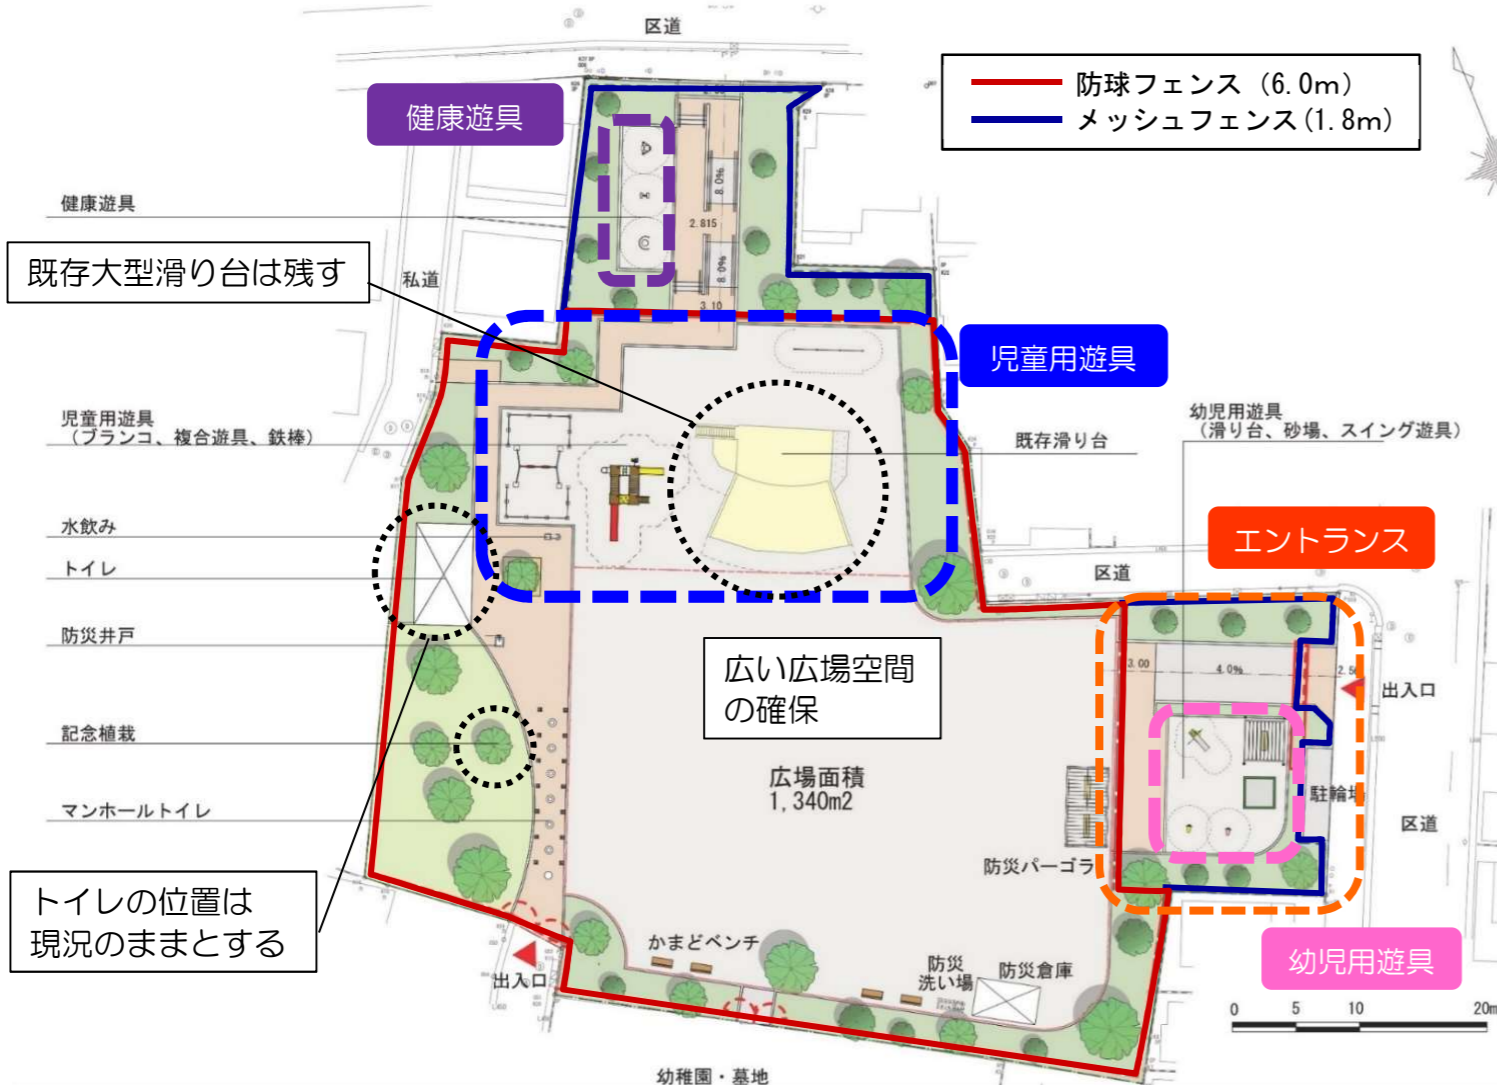 区道
防球フェンス (6.0m)
メッシュフェンス(1.8m)
健康遊具
健康遊具
8.0%
2.815
8.0%
3.10
既存大型滑り台は残す
私道
児童用遊具
児童用遊具
（ブランコ、複合遊具、鉄棒）
既存滑り台
幼児用遊具
（滑り台、砂場、スイング遊具）
水飲み
トイレ
エントランス
区道
防災井戸
3.00
4.0%
2.50
出入口
広い広場空間
の確保
記念植栽
広場面積
1,340m2
マンホールトイレ
駐輪場
区道
防災パーゴラ
トイレの位置は
現況のままとする
かまどベンチ
防災
洗い場
防災倉庫
幼児用遊具
出入口
0 5 10 20m
幼稚園・墓地